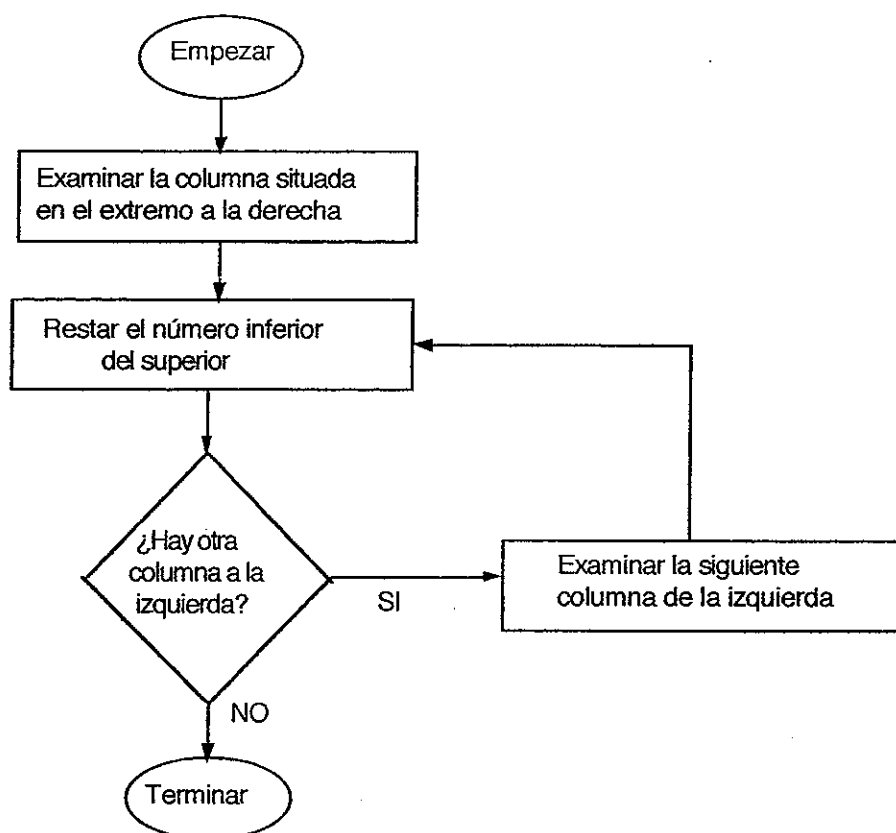 Empezar
Examinar la columna situada
en el extremo a la derecha
Restar el número inferior
del superior
¿Hay otra
columna a la
izquierda?
SI
Examinar la siguiente
columna de la izquierda
NO
Terminar